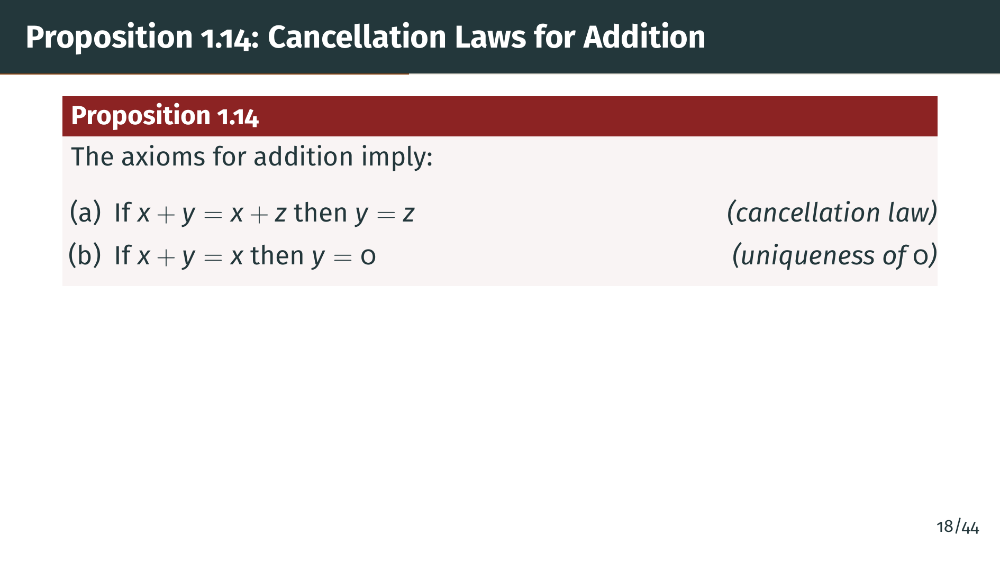 Proposition 1.14: Cancellation Laws for Addition
Proposition 1.14
The axioms for addition imply:
(a) If x + y = x + z then y = z (cancellation law)
(b) If x + y = x then y = 0 (uniqueness of 0)
18/44